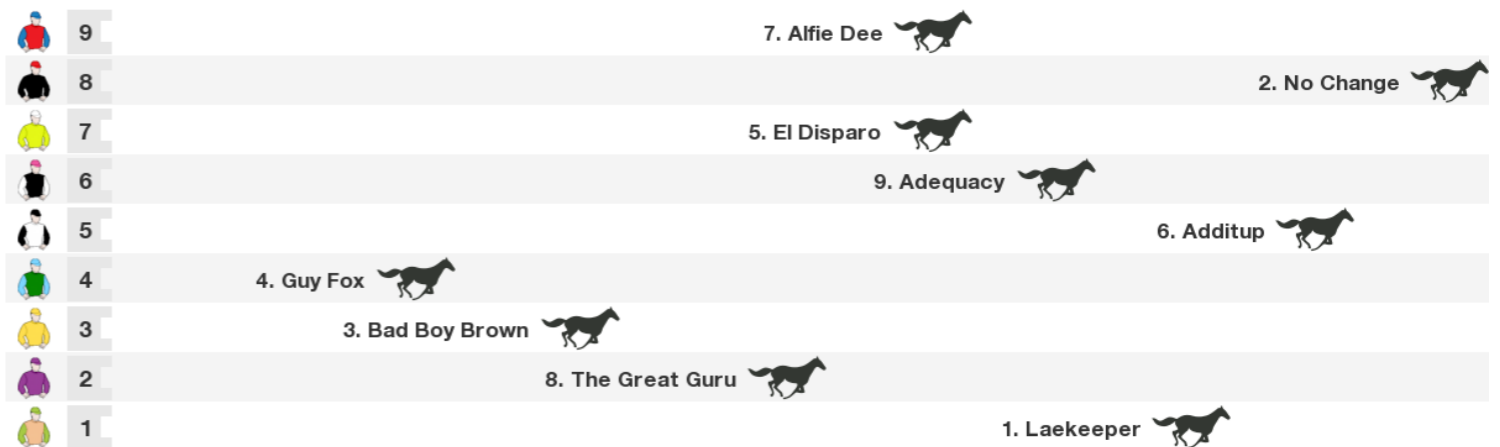 9 7. Alfie Dee
8 2. No Change
7 5. El Disparo
6 9. Adequacy
5 6. Additup
4 4. Guy Fox
3 3. Bad Boy Brown
2 8. The Great Guru
1 1. Laekeeper